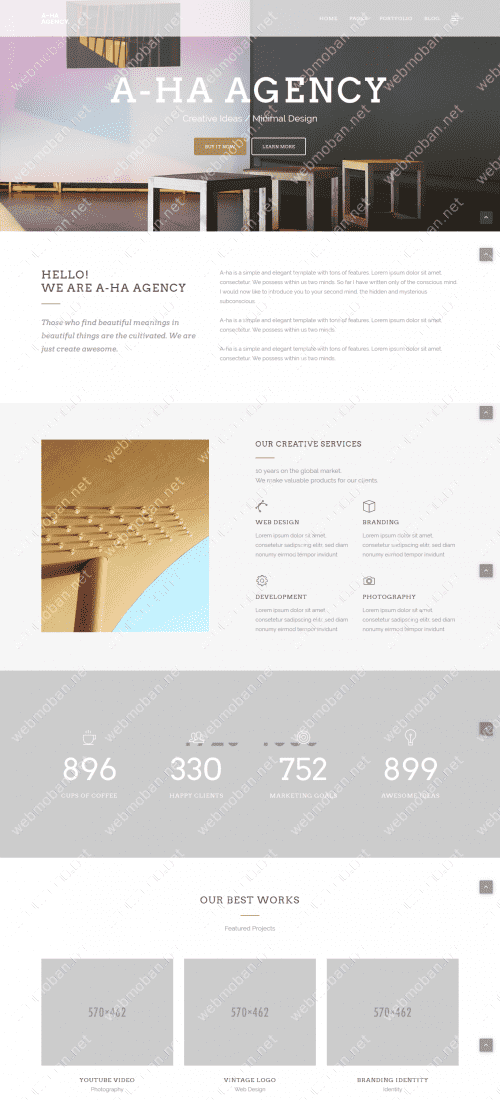 A-HA
AGENCY.
HOME PAGES PORTFOLIO BLOG
A-HA AGENCY
Creative Ideas / Minimal Design
BUY IT NOW LEARN MORE
HELLO!
WE ARE A-HA AGENCY
Those who find beautiful meanings in
beautiful things are the cultivated. We are
just create awesome.
A-ha is a simple and elegant template with tons of features. Lorem ipsum dolor sit amet
consectetur. We possess within us two minds. So far I have written only of the conscious mind.
I would now like to introduce you to your second mind, the hidden and mysterious
subconscious.
A-ha is a simple and elegant template with tons of features. Lorem ipsum dolor sit amet
consectetur. We possess within us two minds.
A-ha is a simple and elegant template with tons of features. Lorem ipsum dolor sit amet
consectetur. We possess within us two minds.
OUR CREATIVE SERVICES
10 years on the global market.
We make valuable products for our clients
WEB DESIGN
Lorem ipsum dolor sit amet,
consetetur sadipscing elitr, sed diam
nonumy eirmod tempor invidunt
BRANDING
Lorem ipsum dolor sit amet,
consetetur sadipscing elitr, sed diam
nonumy eirmod tempor invidunt
DEVELOPMENT
Lorem ipsum dolor sit amet,
consetetur sadipscing elitr, sed diam
nonumy eirmod tempor invidunt
PHOTOGRAPHY
Lorem ipsum dolor sit amet,
consetetur sadipscing elitr, sed diam
nonumy eirmod tempor invidunt
896 330 752 899
CUPS OF COFFEE HAPPY CLIENTS MARKETING GOALS AWESOME IDEAS
OUR BEST WORKS
Featured Projects
570×462 570×462 570×462
YOUTUBE VIDEO VINTAGE LOGO BRANDING IDENTITY
Photography Web Design Identity
webmoban.net